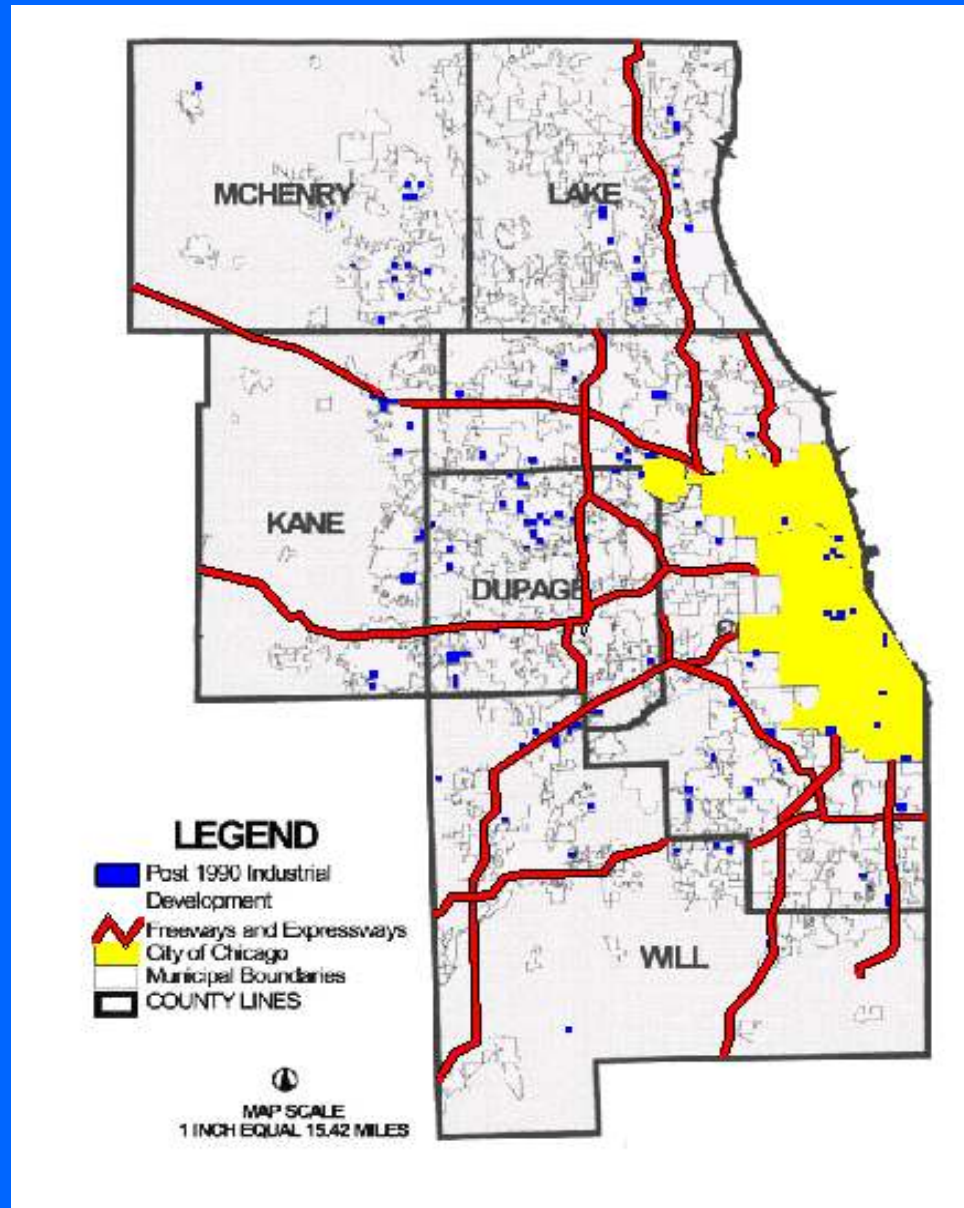 MCHENRY
LAKE
KANE
DUPAGE
WILL
LEGEND
Post 1990 Industrial
Development
Freeways and Expressways
City of Chicago
Municipal Boundaries
COUNTY LINES
MAP SCALE
1 INCH EQUAL 15.42 MILES